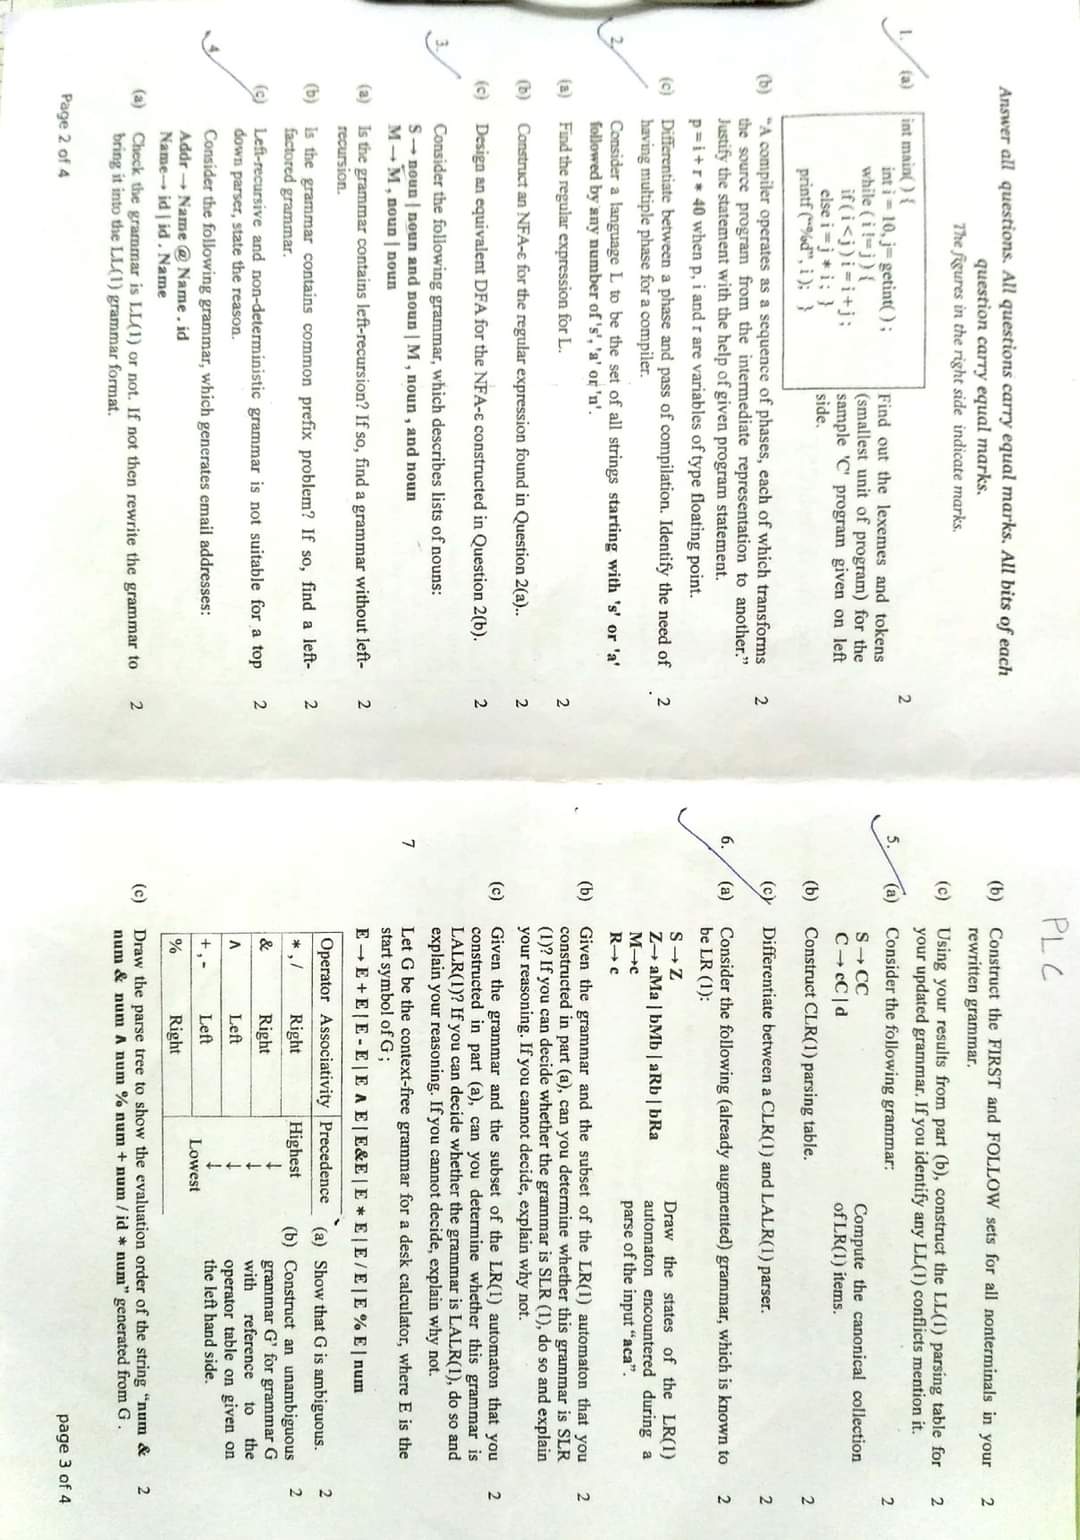 Answer all questions. All questions carry equal marks. All bits of each
question carry equal marks.
The figures in the right side indicate marks.
1. (a) int main( ) {
int i = 10, j= getint( ) ;
while ( i != j ) {
if ( i < j ) i = i + j ;
else i = j * i ; }
printf ("%d", i ); }
Find out the lexemes and tokens
(smallest unit of program) for the
sample 'C' program given on left
side. 2
(b) "A compiler operates as a sequence of phases, each of which transforms 2
the source program from the intermediate representation to another."
Justify the statement with the help of given program statement.
p = i + r * 40 when p, i and r are variables of type floating point.
(c) Differentiate between a phase and pass of compilation. Identify the need of 2
having multiple phase for a compiler.
2. Consider a language L to be the set of all strings starting with 's' or 'a'
followed by any number of 's', 'a' or 'n'.
(a) Find the regular expression for L. 2
(b) Construct an NFA-ε for the regular expression found in Question 2(a).. 2
(c) Design an equivalent DFA for the NFA-ε constructed in Question 2(b). 2
3. Consider the following grammar, which describes lists of nouns:
S → noun | noun and noun | M , noun , and noun
M → M , noun | noun
(a) Is the grammar contains left-recursion? If so, find a grammar without left- 2
recursion.
(b) Is the grammar contains common prefix problem? If so, find a left- 2
factored grammar.
(c) Left-recursive and non-deterministic grammar is not suitable for a top 2
down parser, state the reason.
4. Consider the following grammar, which generates email addresses:
Addr → Name @ Name . id
Name→ id | id . Name
(a) Check the grammar is LL(1) or not. If not then rewrite the grammar to 2
bring it into the LL(1) grammar format.
Page 2 of 4
PLC
(b) Construct the FIRST and FOLLOW sets for all nonterminals in your 2
rewritten grammar.
(c) Using your results from part (b), construct the LL(1) parsing table for 2
your updated grammar. If you identify any LL(1) conflicts mention it.
5. (a) Consider the following grammar: 2
S → CC
C → cC | d
Compute the canonical collection
of LR(1) items.
(b) Construct CLR(1) parsing table. 2
(c) Differentiate between a CLR(1) and LALR(1) parser. 2
6. (a) Consider the following (already augmented) grammar, which is known to 2
be LR (1):
S → Z
Z→ aMa | bMb | aRb | bRa
M→c
R→ c
Draw the states of the LR(1)
automaton encountered during a
parse of the input "aca".
(b) Given the grammar and the subset of the LR(1) automaton that you 2
constructed in part (a), can you determine whether this grammar is SLR
(1)? If you can decide whether the grammar is SLR (1), do so and explain
your reasoning. If you cannot decide, explain why not.
(c) Given the grammar and the subset of the LR(1) automaton that you 2
constructed in part (a), can you determine whether this grammar is
LALR(1)? If you can decide whether the grammar is LALR(1), do so and
explain your reasoning. If you cannot decide, explain why not.
7 Let G be the context-free grammar for a desk calculator, where E is the
start symbol of G ;
E → E + E | E - E | E ∧ E | E&E | E * E | E / E | E % E | num
Operator Associativity Precedence
* , / Right Highest
& Right ↓
∧ Left ↓
+ , - Left ↓
% Right Lowest
(a) Show that G is ambiguous. 2
(b) Construct an unambiguous 2
grammar G' for grammar G
with reference to the
operator table on given on
the left hand side.
(c) Draw the parse tree to show the evaluation order of the string "num & 2
num & num ∧ num % num + num / id * num" generated from G .
page 3 of 4